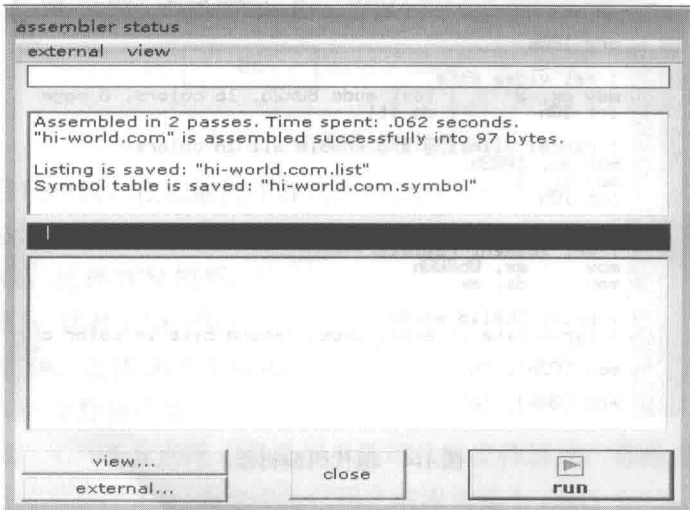 assembler status
external view
Assembled in 2 passes. Time spent: .062 seconds.
"hi-world.com" is assembled successfully into 97 bytes.
Listing is saved: "hi-world.com.list"
Symbol table is saved: "hi-world.com.symbol"
view...
external...
close
run